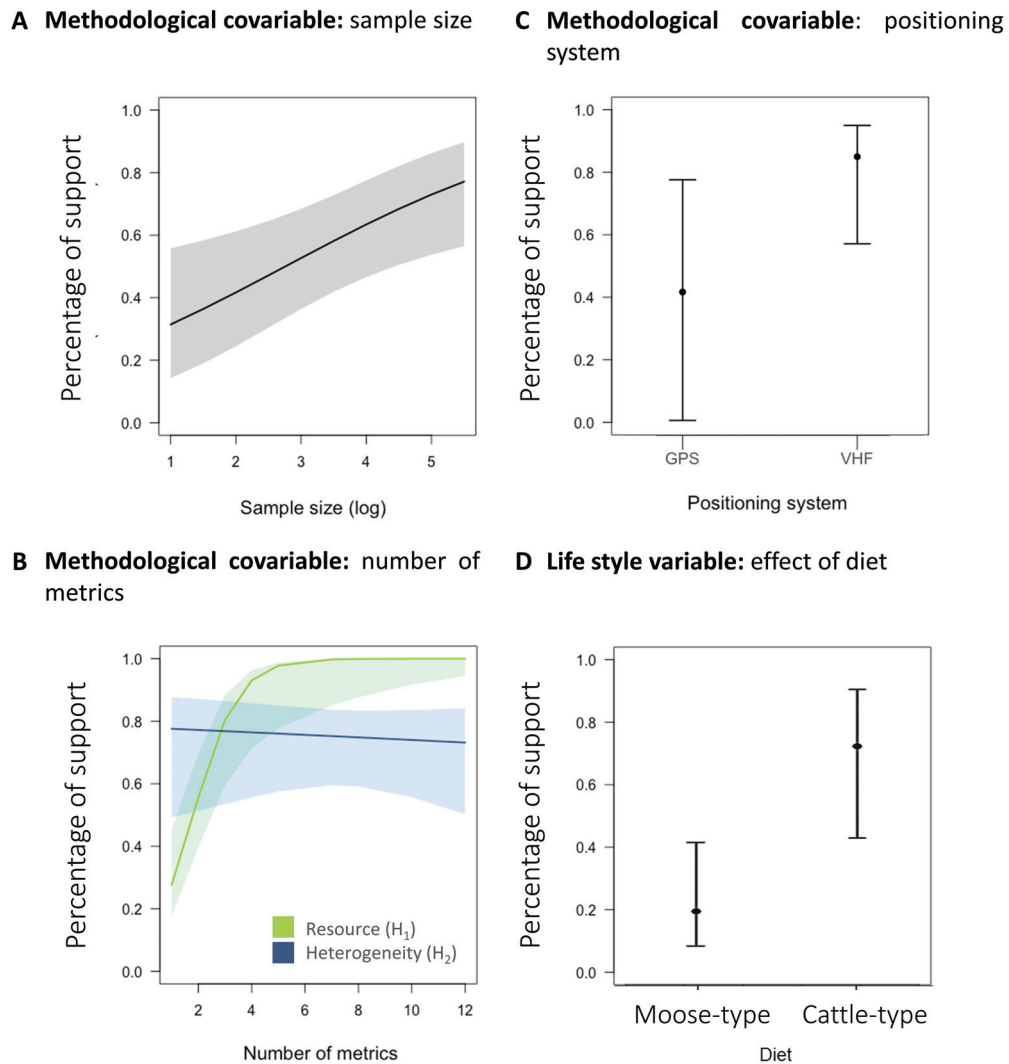 A Methodological covariable: sample size
Percentage of support
1.0
0.8
0.6
0.4
0.2
0.0
1 2 3 4 5
Sample size (log)
B Methodological covariable: number of
metrics
Percentage of support
1.0
0.8
0.6
0.4
0.2
0.0
Resource (H₁)
Heterogeneity (H₂)
2 4 6 8 10 12
Number of metrics
C Methodological covariable: positioning
system
Percentage of support
1.0
0.8
0.6
0.4
0.2
0.0
GPS VHF
Positioning system
D Life style variable: effect of diet
Percentage of support
1.0
0.8
0.6
0.4
0.2
0.0
Moose-type Cattle-type
Diet